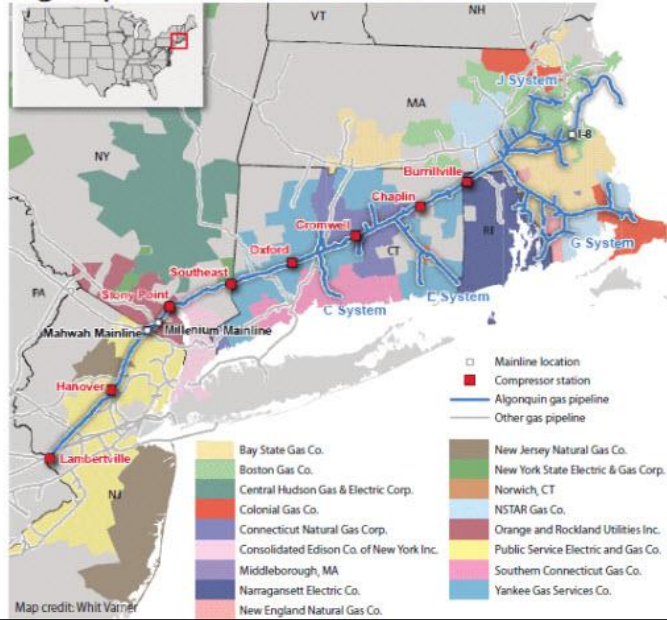 VT
NH
J System
MA
I-8
NY
Burrillville
Chaplin
Cromwell
RI
Oxford
CT
G System
Southeast
E System
PA
Stony Point
C System
Mahwah Mainline
Millenium Mainline
Hanover
Lambertville
NJ
Mainline location
Compressor station
Algonquin gas pipeline
Other gas pipeline
Bay State Gas Co.
Boston Gas Co.
Central Hudson Gas & Electric Corp.
Colonial Gas Co.
Connecticut Natural Gas Corp.
Consolidated Edison Co. of New York Inc.
Middleborough, MA
Narragansett Electric Co.
New England Natural Gas Co.
New Jersey Natural Gas Co.
New York State Electric & Gas Corp.
Norwich, CT
NSTAR Gas Co.
Orange and Rockland Utilities Inc.
Public Service Electric and Gas Co.
Southern Connecticut Gas Co.
Yankee Gas Services Co.
Map credit: Whit Varner